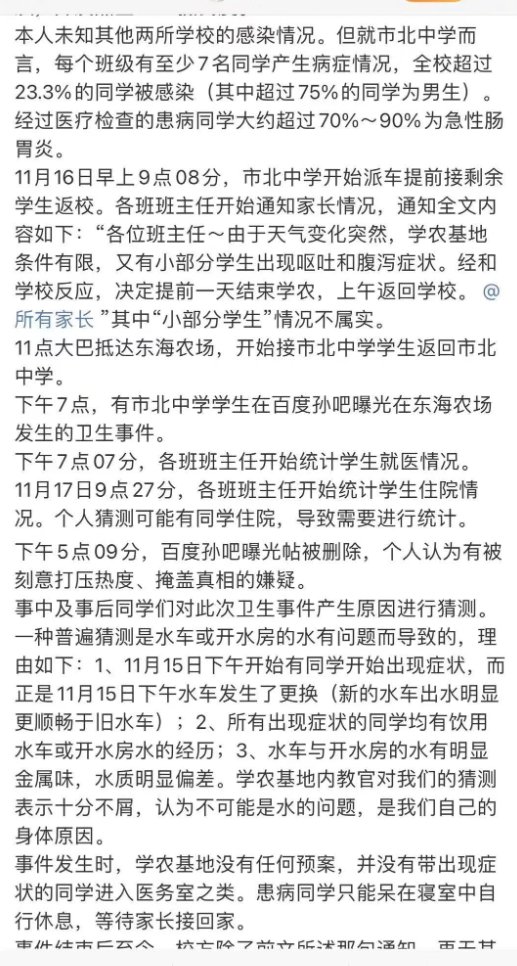 本人未知其他两所学校的感染情况。但就市北中学而
言，每个班级有至少7名同学产生病症情况，全校超过
23.3%的同学被感染（其中超过75%的同学为男生）。
经过医疗检查的患病同学大约超过70%～90%为急性肠
胃炎。
11月16日早上9点08分，市北中学开始派车提前接剩余
学生返校。各班班主任开始通知家长情况，通知全文内
容如下：“各位班主任～由于天气变化突然，学农基地
条件有限，又有小部分学生出现呕吐和腹泻症状。经和
学校反应，决定提前一天结束学农，上午返回学校。@
所有家长 ”其中“小部分学生”情况不属实。
11点大巴抵达东海农场，开始接市北中学学生返回市北
中学。
下午7点，有市北中学学生在百度孙吧曝光在东海农场
发生的卫生事件。
下午7点07分，各班班主任开始统计学生就医情况。
11月17日9点27分，各班班主任开始统计学生住院情
况。个人猜测可能有同学住院，导致需要进行统计。
下午5点09分，百度孙吧曝光帖被删除，个人认为有被
刻意打压热度、掩盖真相的嫌疑。
事中及事后同学们对此次卫生事件产生原因进行猜测。
一种普遍猜测是水车或开水房的水有问题而导致的，理
由如下：1、11月15日下午开始有同学开始出现症状，而
正是11月15日下午水车发生了更换（新的水车出水明显
更顺畅于旧水车）；2、所有出现症状的同学均有饮用
水车或开水房水的经历；3、水车与开水房的水有明显
金属味，水质明显偏差。学农基地内教官对我们的猜测
表示十分不屑，认为不可能是水的问题，是我们自己的
身体原因。
事件发生时，学农基地没有任何预案，并没有带出现症
状的同学进入医务室之类。患病同学只能呆在寝室中自
行休息，等待家长接回家。
事件结束后至今，校方除了前文所述那句通知，再无其